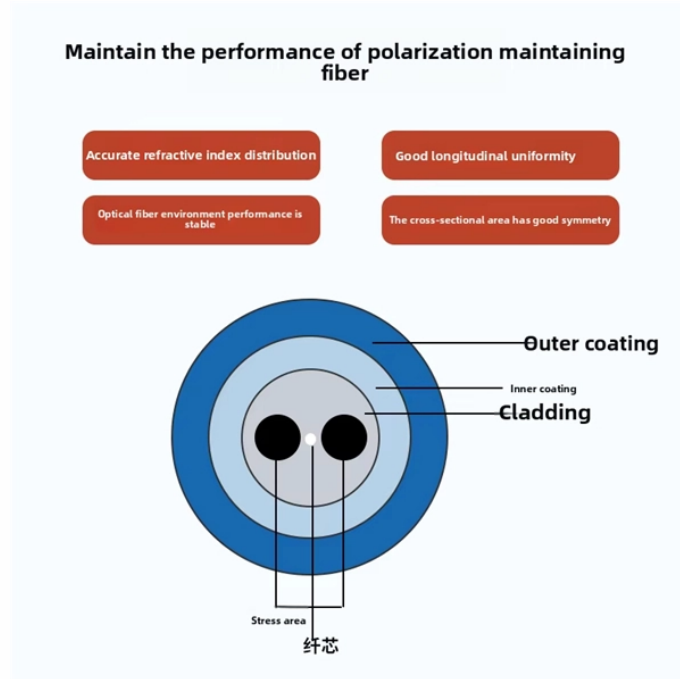 Maintain the performance of polarization maintaining
fiber
Accurate refractive index distribution
Good longitudinal uniformity
Optical fiber environment performance is
stable
The cross-sectional area has good symmetry
Outer coating
Inner coating
Cladding
Stress area
纤芯